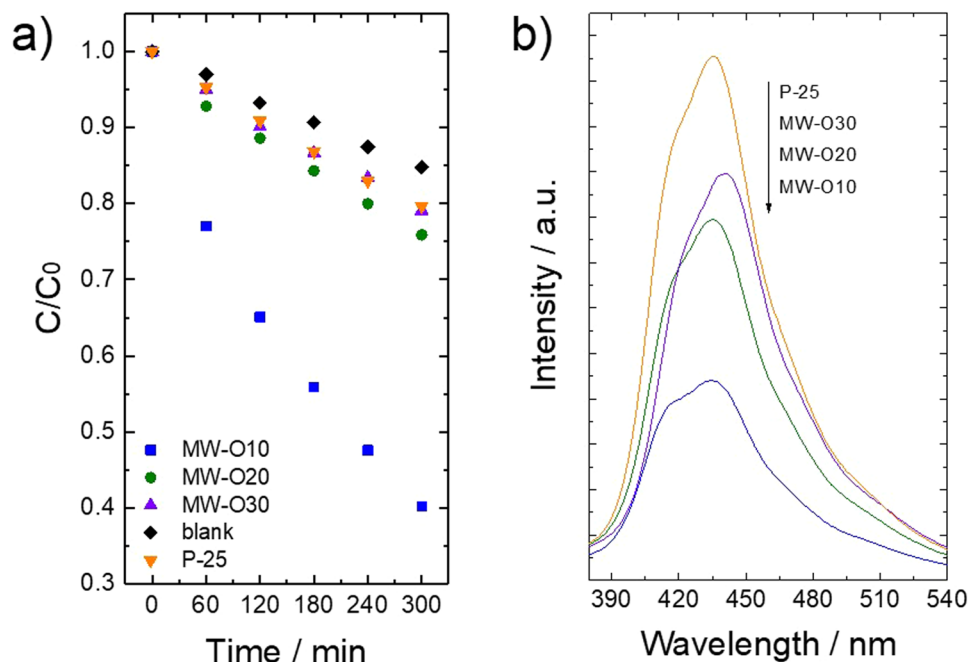 a)
C/C0
1.0
0.9
0.8
0.7
0.6
0.5
0.4
0.3
MW-O10
MW-O20
MW-O30
blank
P-25
0 60 120 180 240 300
Time / min
b)
Intensity / a.u.
P-25
MW-O30
MW-O20
MW-O10
390 420 450 480 510 540
Wavelength / nm